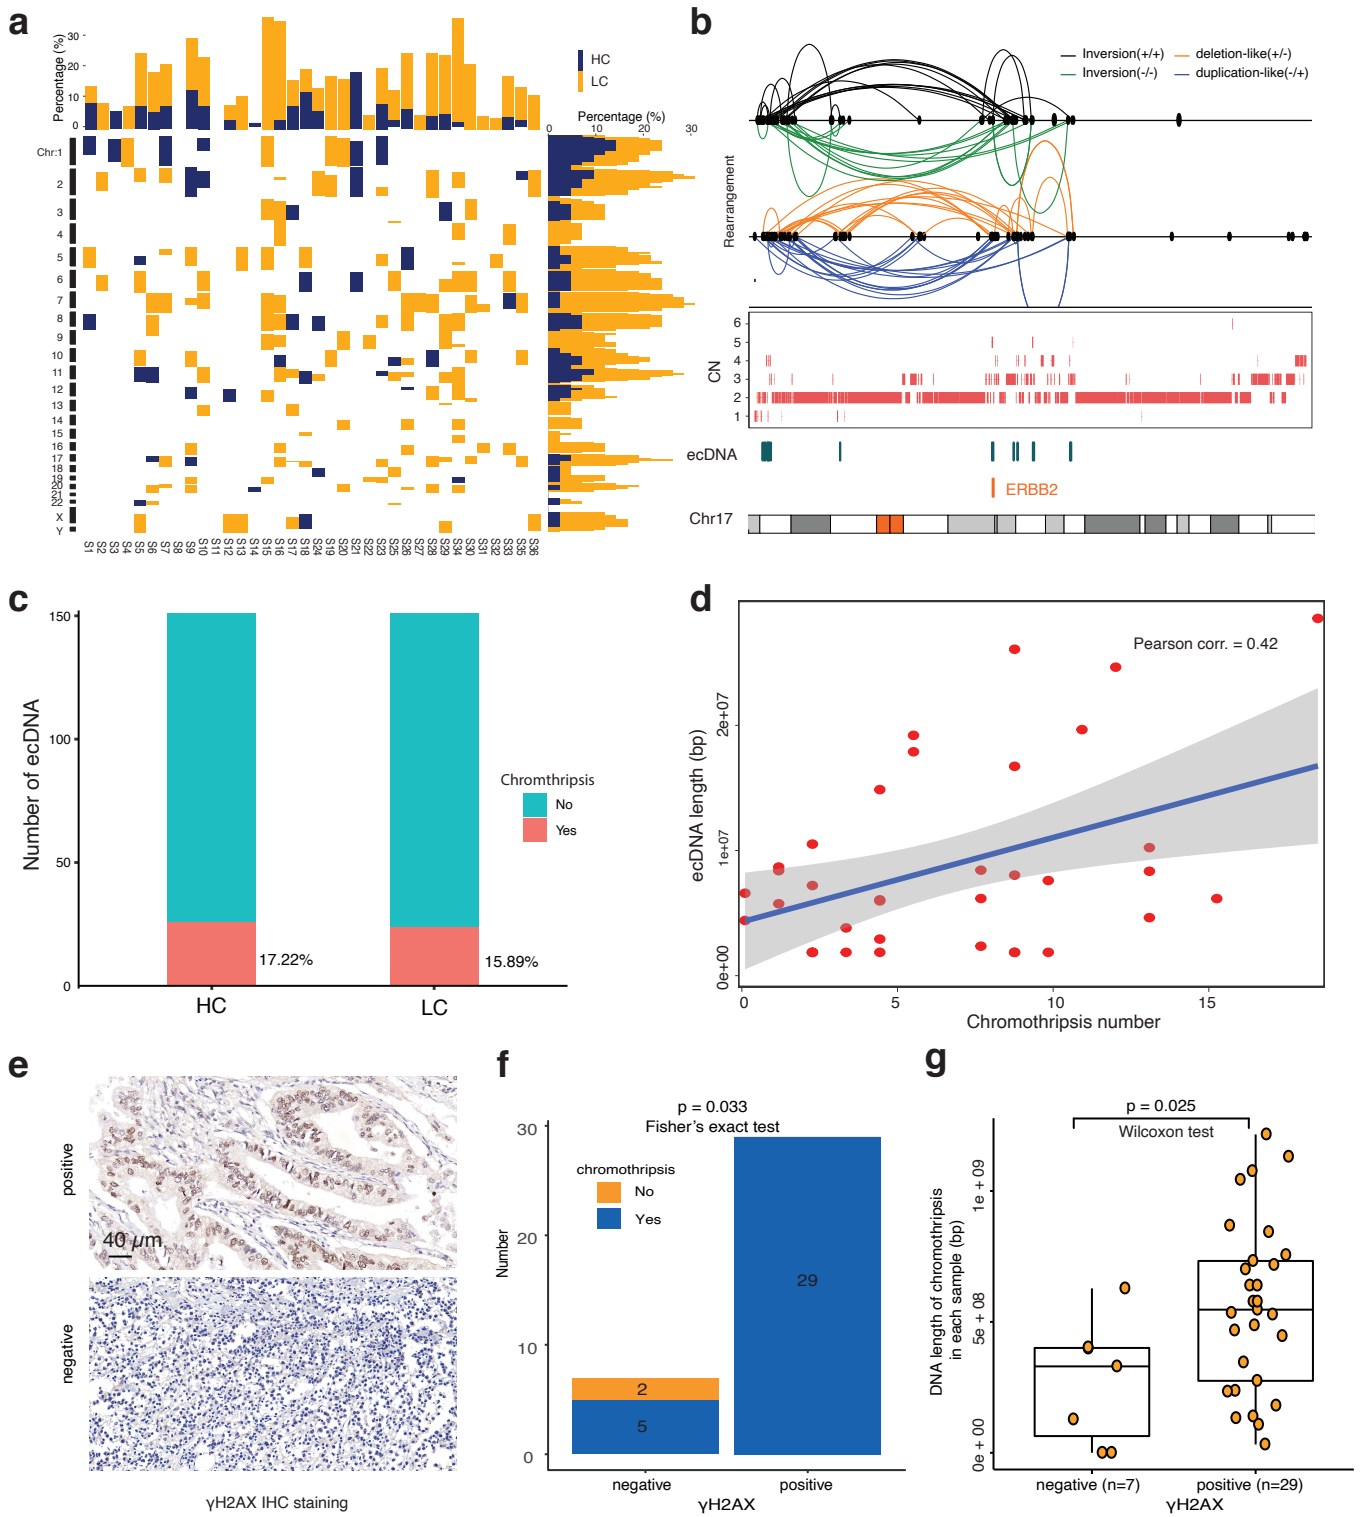 a
Percentage (%)
30
20
10
0
HC
LC
Percentage (%)
0
10
20
30
Chr:1
2
3
4
5
6
7
8
9
10
11
12
13
14
15
16
17
18
19
20
21
22
X
Y
S1
S2
S3
S4
S5
S6
S7
S8
S9
S10
S11
S12
S13
S14
S15
S16
S17
S18
S24
S19
S20
S22
S23
S25
S26
S27
S28
S29
S34
S30
S31
S32
S33
S35
S36
b
Inversion(+/+)
deletion-like(+/-)
Inversion(-/-)
duplication-like(-/+)
Rearrangement
CN
6
5
4
3
2
1
ecDNA
ERBB2
Chr17
c
Number of ecDNA
150
100
50
0
Chromthripsis
No
Yes
17.22%
15.89%
HC
LC
d
Pearson corr. = 0.42
ecDNA length (bp)
2e+07
1e+07
0e+00
0
5
10
15
Chromothripsis number
e
positive
40 µm
negative
γH2AX IHC staining
f
p = 0.033
Fisher's exact test
chromothripsis
No
Yes
Number
30
20
10
0
2
5
29
negative
positive
γH2AX
g
p = 0.025
Wilcoxon test
DNA length of chromothripsis
in each sample (bp)
1e + 09
5e + 08
0e + 00
negative (n=7)
positive (n=29)
γH2AX